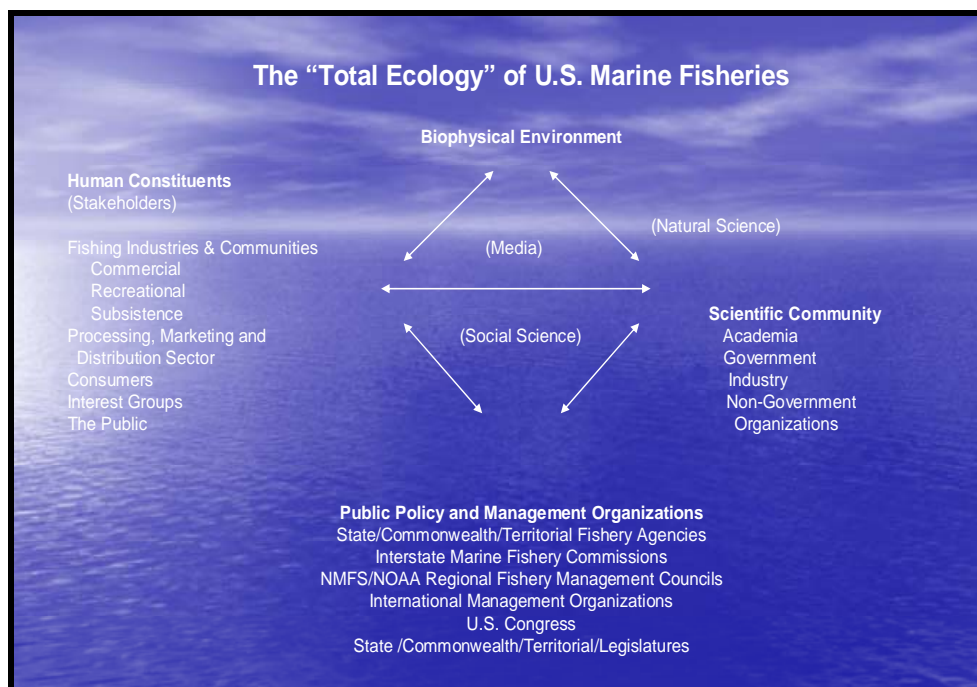 The “Total Ecology” of U.S. Marine Fisheries
Biophysical Environment
Human Constituents
(Stakeholders)
Fishing Industries & Communities
Commercial
Recreational
Subsistence
Processing, Marketing and
Distribution Sector
Consumers
Interest Groups
The Public
(Media)
(Natural Science)
(Social Science)
Scientific Community
Academia
Government
Industry
Non-Government
Organizations
Public Policy and Management Organizations
State/Commonwealth/Territorial Fishery Agencies
Interstate Marine Fishery Commissions
NMFS/NOAA Regional Fishery Management Councils
International Management Organizations
U.S. Congress
State /Commonwealth/Territorial/Legislatures